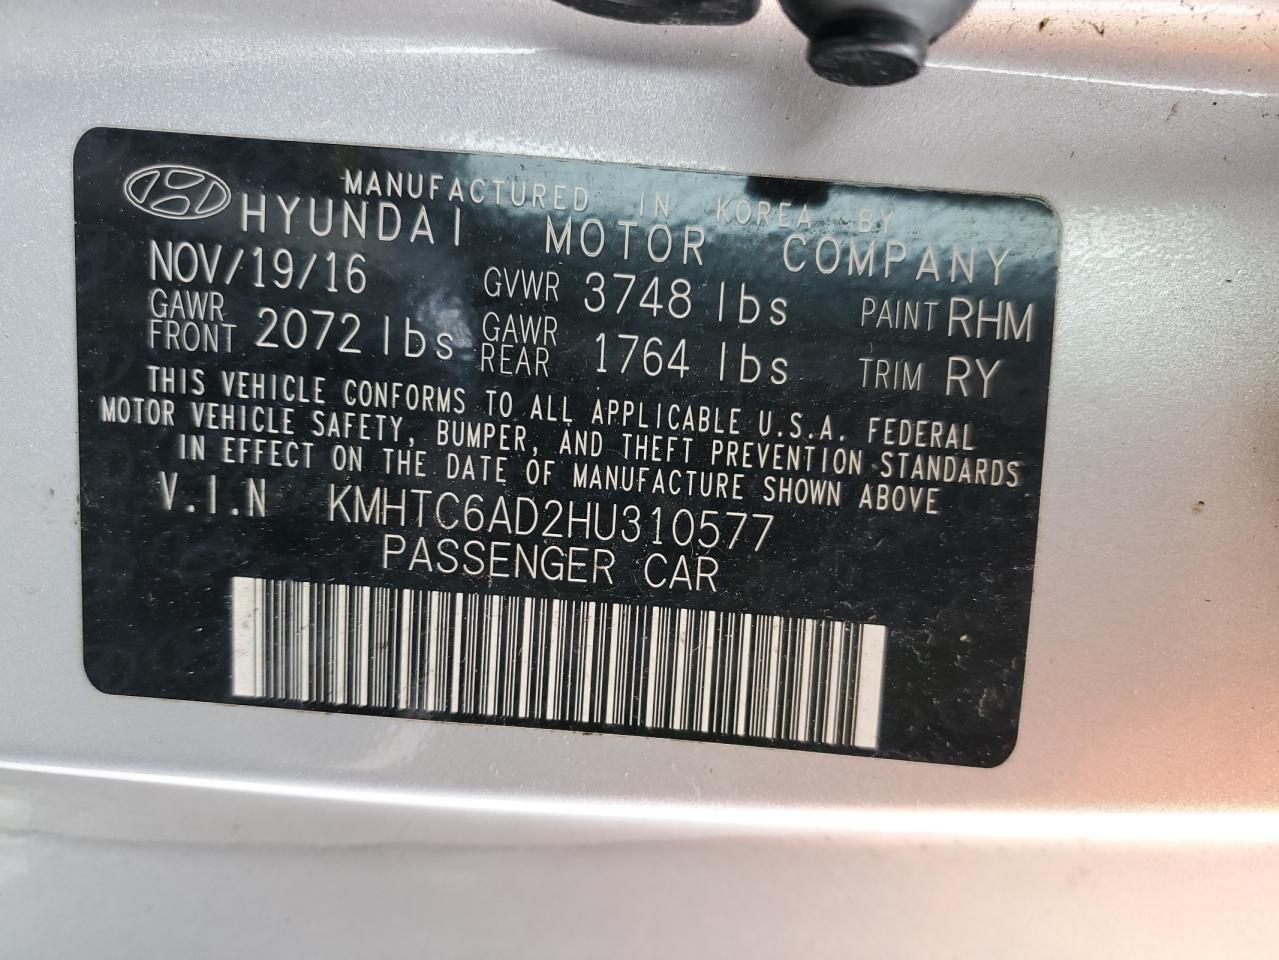 MANUFACTURED IN KOREA BY
HYUNDAI MOTOR COMPANY
NOV/19/16 GVWR 3748 lbs PAINT RHM
GAWR FRONT 2072 lbs GAWR REAR 1764 lbs TRIM RY
THIS VEHICLE CONFORMS TO ALL APPLICABLE U.S.A. FEDERAL
MOTOR VEHICLE SAFETY, BUMPER, AND THEFT PREVENTION STANDARDS
IN EFFECT ON THE DATE OF MANUFACTURE SHOWN ABOVE
V.I.N KMHTC6AD2HU310577
PASSENGER CAR